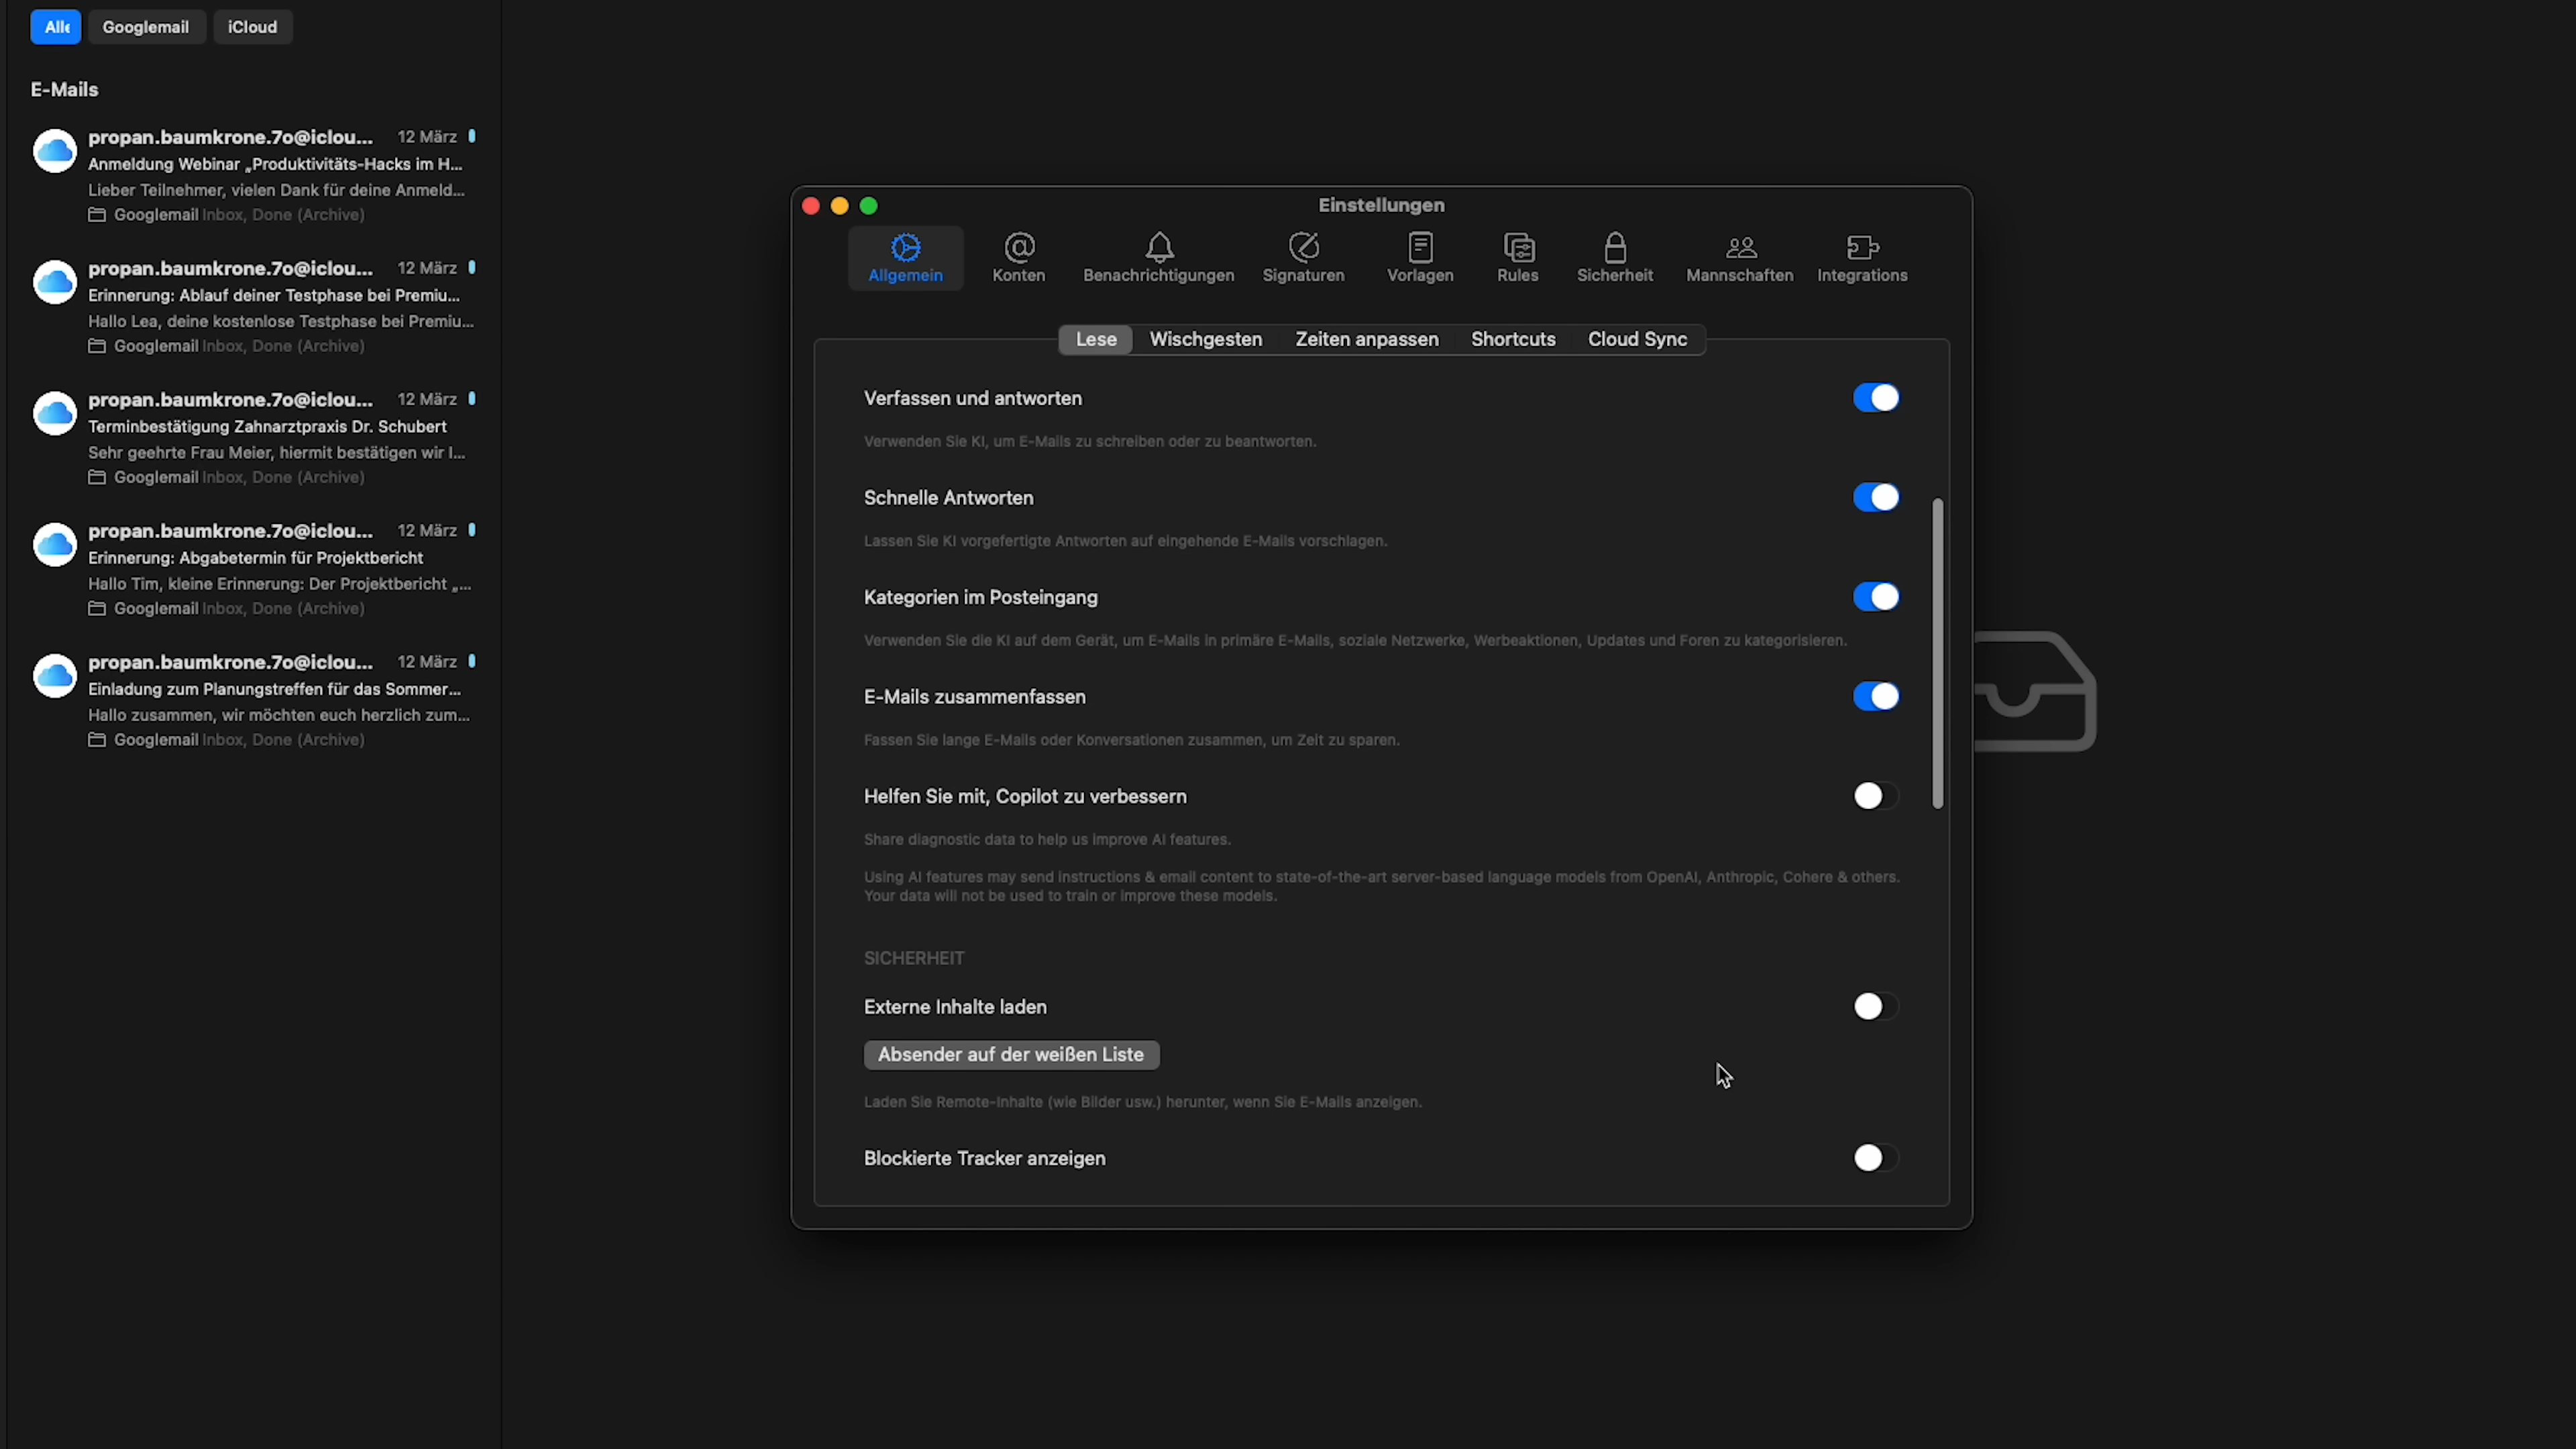 Alle
Googlemail
iCloud
E-Mails
propan.baumkrone.7o@iclou... 12 März
Anmeldung Webinar „Produktivitäts-Hacks im H...
Lieber Teilnehmer, vielen Dank für deine Anmeld...
Googlemail Inbox, Done (Archive)
propan.baumkrone.7o@iclou... 12 März
Erinnerung: Ablauf deiner Testphase bei Premiu...
Hallo Lea, deine kostenlose Testphase bei Premiu...
Googlemail Inbox, Done (Archive)
propan.baumkrone.7o@iclou... 12 März
Terminbestätigung Zahnarztpraxis Dr. Schubert
Sehr geehrte Frau Meier, hiermit bestätigen wir I...
Googlemail Inbox, Done (Archive)
propan.baumkrone.7o@iclou... 12 März
Erinnerung: Abgabetermin für Projektbericht
Hallo Tim, kleine Erinnerung: Der Projektbericht „...
Googlemail Inbox, Done (Archive)
propan.baumkrone.7o@iclou... 12 März
Einladung zum Planungstreffen für das Sommer...
Hallo zusammen, wir möchten euch herzlich zum...
Googlemail Inbox, Done (Archive)
Einstellungen
Allgemein
Konten
Benachrichtigungen
Signaturen
Vorlagen
Rules
Sicherheit
Mannschaften
Integrations
Lese
Wischgesten
Zeiten anpassen
Shortcuts
Cloud Sync
Verfassen und antworten
Verwenden Sie KI, um E-Mails zu schreiben oder zu beantworten.
Schnelle Antworten
Lassen Sie KI vorgefertigte Antworten auf eingehende E-Mails vorschlagen.
Kategorien im Posteingang
Verwenden Sie die KI auf dem Gerät, um E-Mails in primäre E-Mails, soziale Netzwerke, Werbeaktionen, Updates und Foren zu kategorisieren.
E-Mails zusammenfassen
Fassen Sie lange E-Mails oder Konversationen zusammen, um Zeit zu sparen.
Helfen Sie mit, Copilot zu verbessern
Share diagnostic data to help us improve AI features.
Using AI features may send instructions & email content to state-of-the-art server-based language models from OpenAI, Anthropic, Cohere & others.
Your data will not be used to train or improve these models.
SICHERHEIT
Externe Inhalte laden
Absender auf der weißen Liste
Laden Sie Remote-Inhalte (wie Bilder usw.) herunter, wenn Sie E-Mails anzeigen.
Blockierte Tracker anzeigen